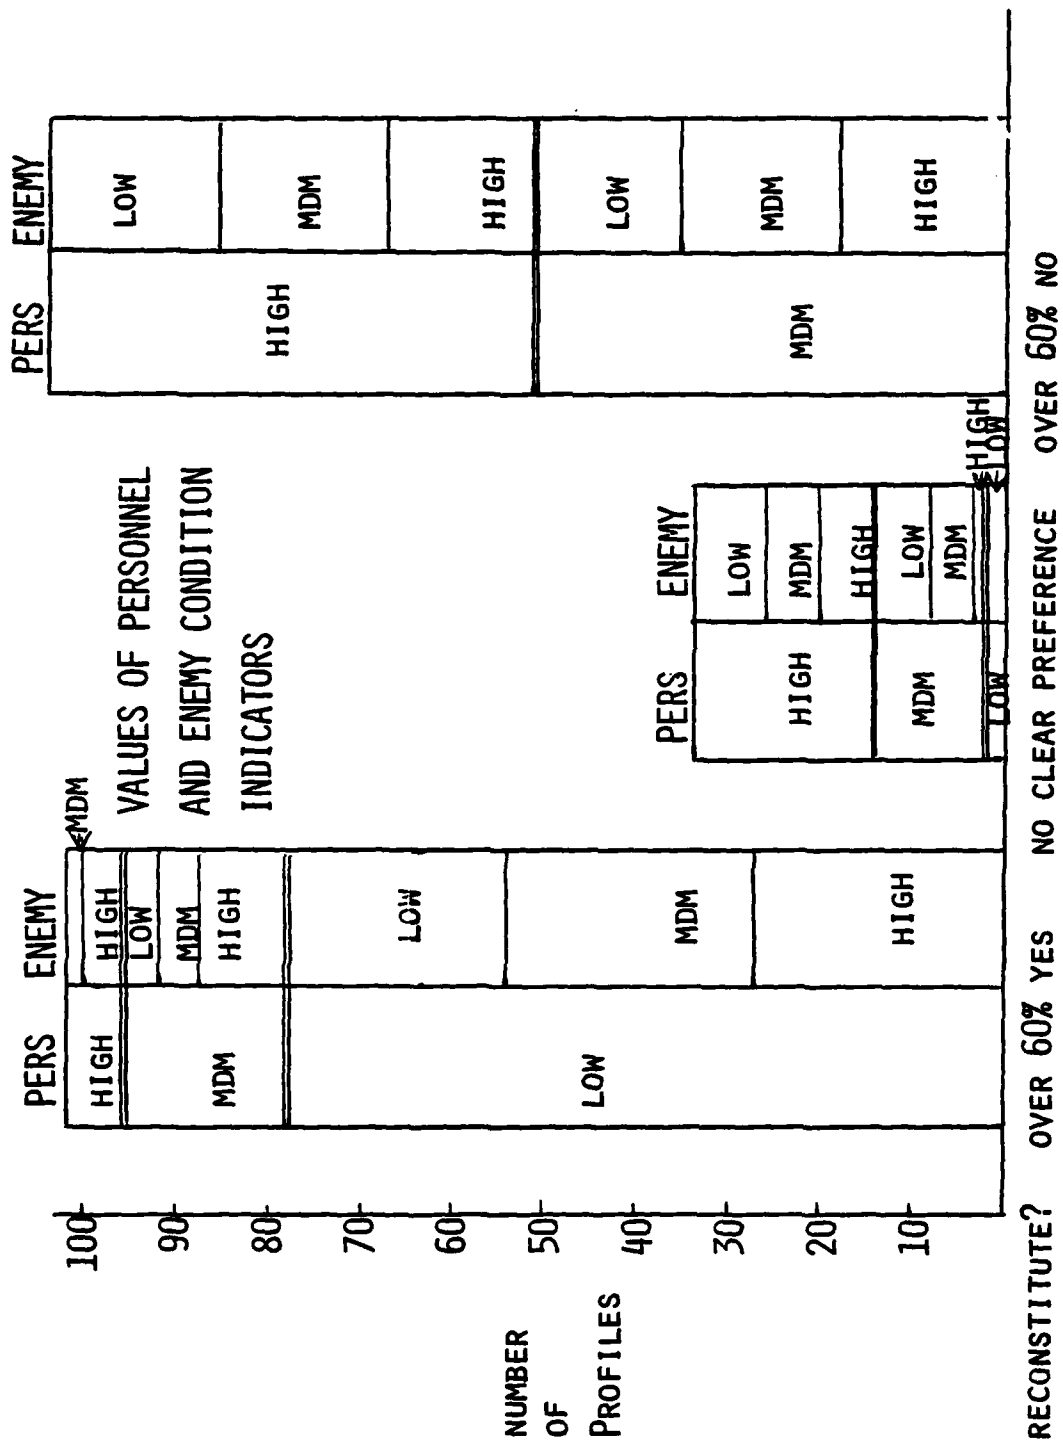 VALUES OF PERSONNEL
AND ENEMY CONDITION
INDICATORS
NUMBER
OF
PROFILES
100
90
80
70
60
50
40
30
20
10
PERS ENEMY
HIGH
MDM
LOW
MDM
HIGH
LOW
MDM
HIGH
LOW
MDM
HIGH
PERS ENEMY
HIGH
MDM
LOW
LOW
MDM
HIGH
LOW
MDM
HIGH
LOW
PERS ENEMY
HIGH
MDM
LOW
MDM
HIGH
LOW
MDM
HIGH
RECONSTITUTE? OVER 60% YES NO CLEAR PREFERENCE OVER 60% NO